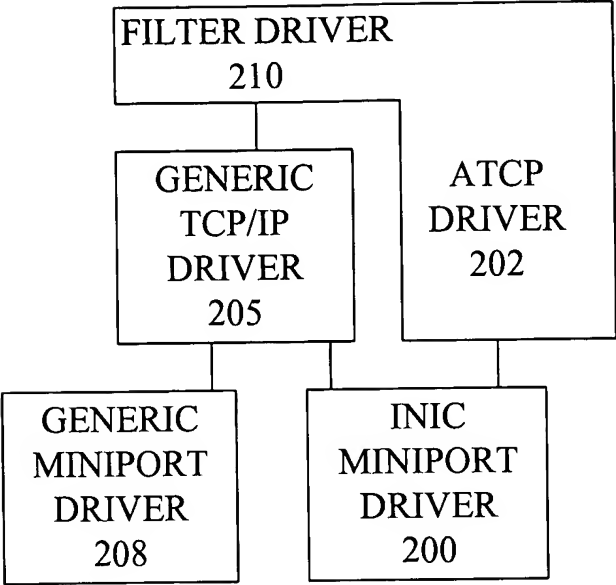 FILTER DRIVER
210
GENERIC
TCP/IP
DRIVER
205
ATCP
DRIVER
202
GENERIC
MINIPORT
DRIVER
208
INIC
MINIPORT
DRIVER
200